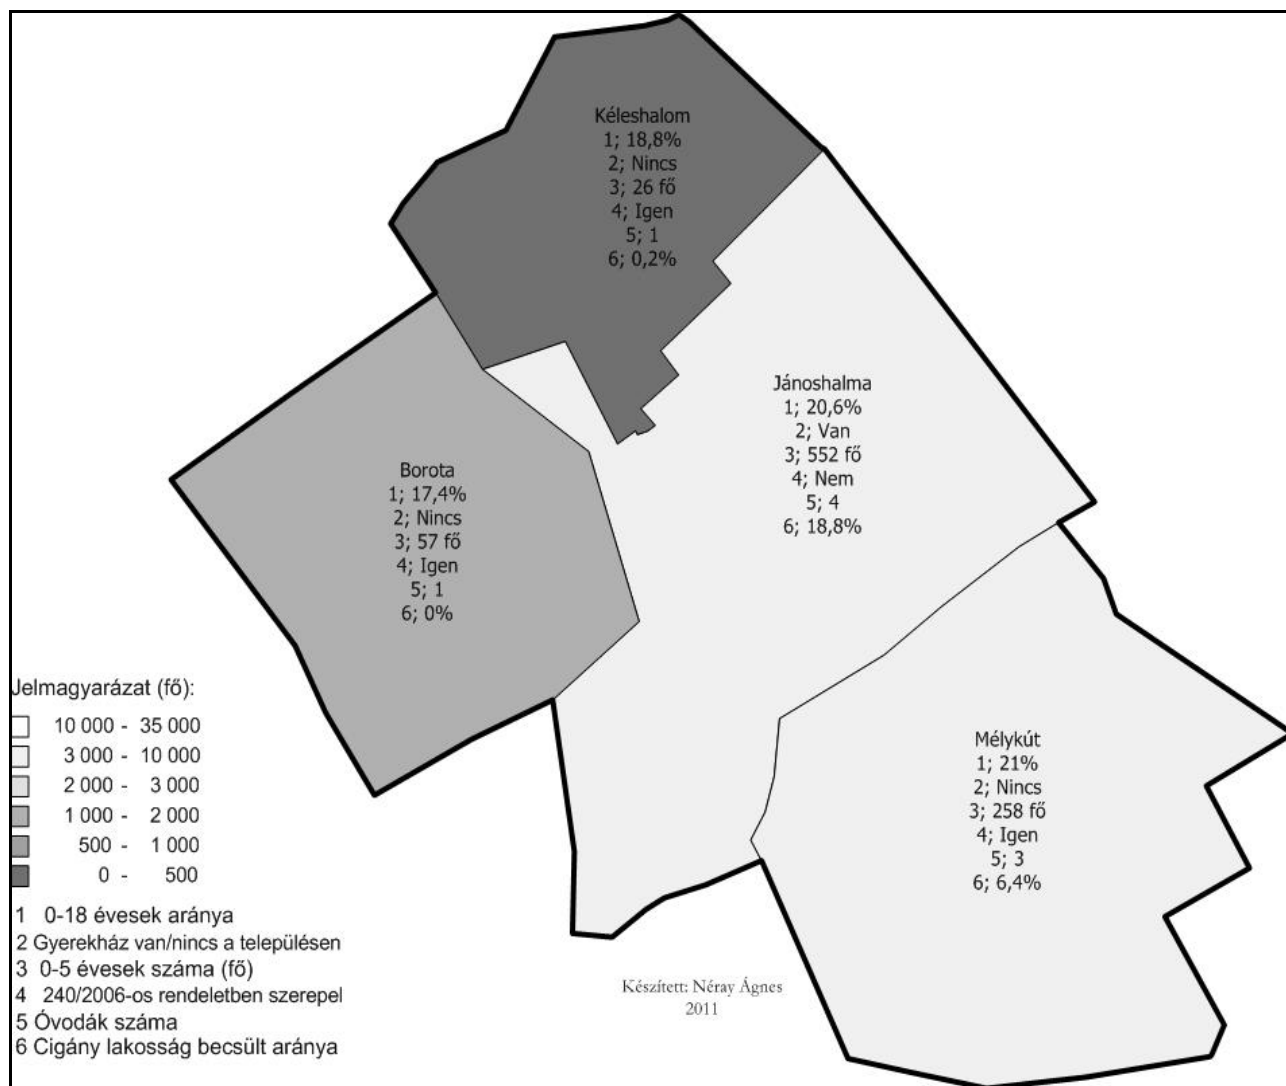 Kéleshalom
1; 18,8%
2; Nincs
3; 26 fő
4; Igen
5; 1
6; 0,2%
Jánoshalma
1; 20,6%
2; Van
3; 552 fő
4; Nem
5; 4
6; 18,8%
Borota
1; 17,4%
2; Nincs
3; 57 fő
4; Igen
5; 1
6; 0%
Mélykút
1; 21%
2; Nincs
3; 258 fő
4; Igen
5; 3
6; 6,4%
Jelmagyarázat (fő):
10 000 - 35 000
3 000 - 10 000
2 000 - 3 000
1 000 - 2 000
500 - 1 000
0 - 500
1 0-18 évesek aránya
2 Gyerekház van/nincs a településen
3 0-5 évesek száma (fő)
4 240/2006-os rendeletben szerepel
5 Óvodák száma
6 Cigány lakosság becsült aránya
Készített: Néray Ágnes
2011